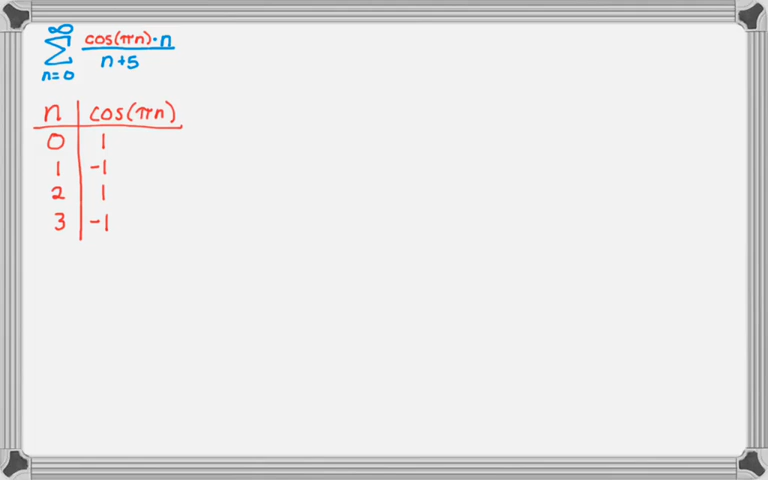 ∞
Σ cos(πn)·n / n+5
n=0
n | cos(πn)
0 | 1
1 | -1
2 | 1
3 | -1